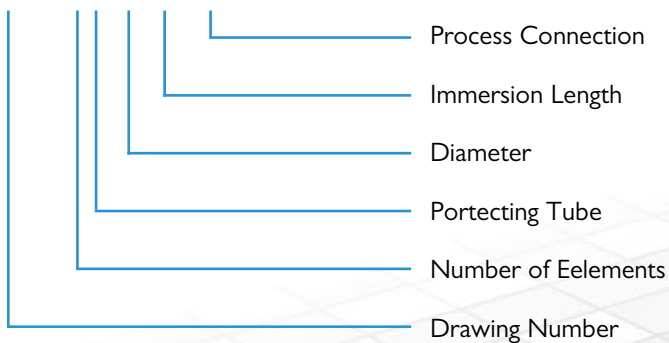 Process Connection
Immersion Length
Diameter
Portecting Tube
Number of Eelements
Drawing Number